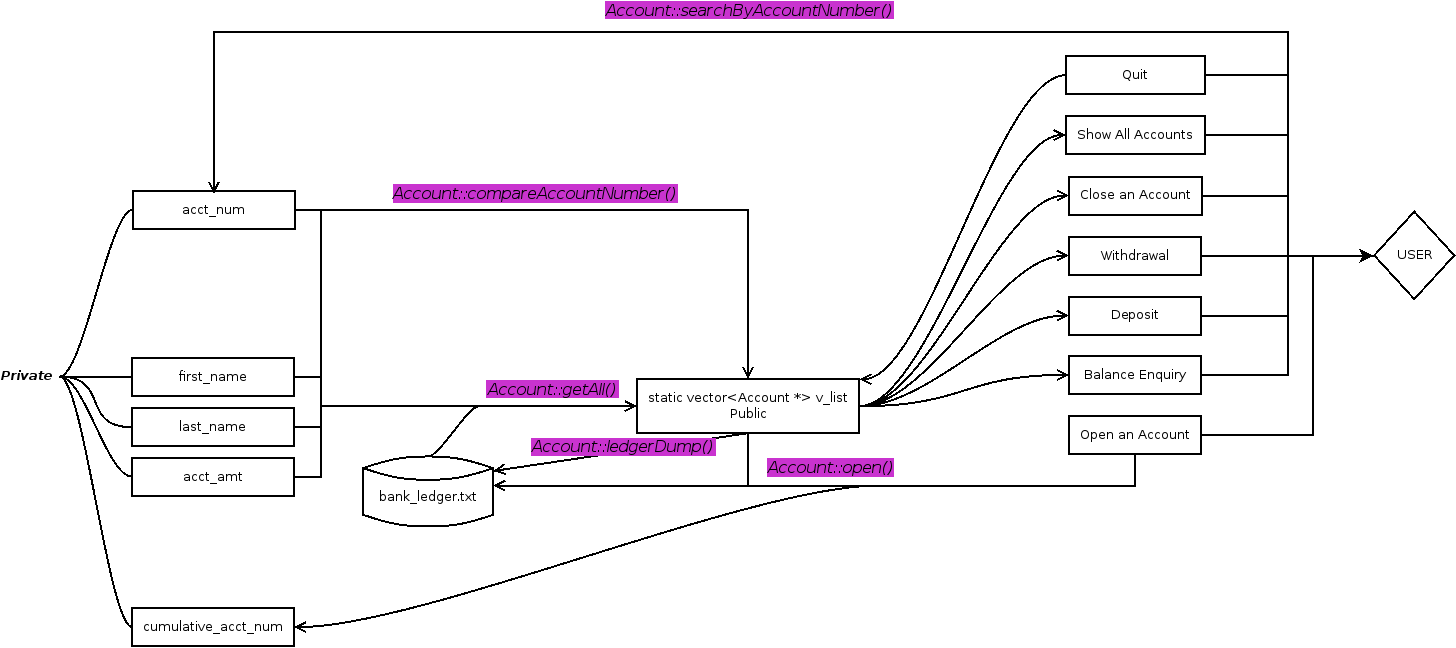 Account::searchByAccountNumber()
Quit
Show All Accounts
Account::compareAccountNumber()
acct_num
Close an Account
Withdrawal
USER
Deposit
Private
first_name
Account::getAll()
static vector<Account *> v_list
Public
Balance Enquiry
last_name
Account::ledgerDump()
Open an Account
acct_amt
Account::open()
bank_ledger.txt
cumulative_acct_num